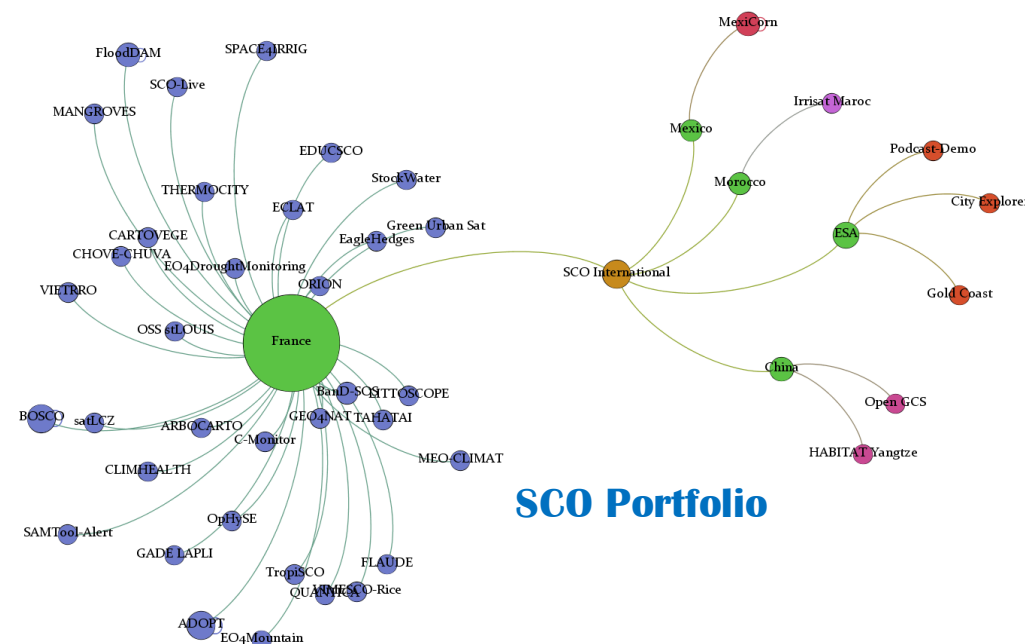 MexiCorn
SPACE4IRRIG
FloodDAM
SCO-Live
Irrisat Maroc
MANGROVES
Mexico
EDUCSCO
Podcast-Demo
StockWater
Morocco
THERMOCITY
City Explorer
ECLAT
Green Urban Sat
ESA
CARTOVEGE
EagleHedges
CHOVE-CHUVA
EO4DroughtMonitoring
SCO International
ORION
VIETRRO
Gold Coast
OSS stLOUIS
France
China
BanD-SOS
LITTOSCOPE
Open GCS
BOSCO
satLCZ
GEO4NAT
TAHATAI
ARBOCARTO
C-Monitor
HABITAT Yangtze
MEO-CLIMAT
CLIMHEALTH
SCO Portfolio
OpHySE
SAMTool-Alert
GADE LAPLI
FLAUDE
TropiSCO
QUANTICA
VIMESCO-Rice
ADOPT
EO4Mountain